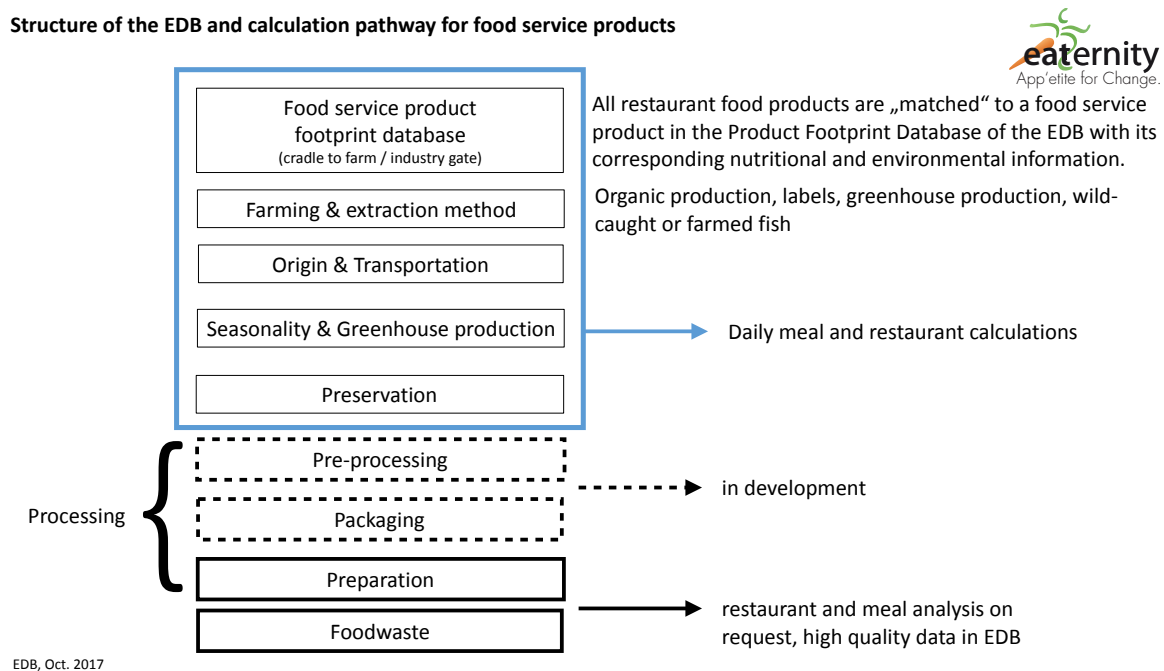 Structure of the EDB and calculation pathway for food service products
eaternity
App'etite for Change.
Food service product
footprint database
(cradle to farm / industry gate)
All restaurant food products are „matched“ to a food service
product in the Product Footprint Database of the EDB with its
corresponding nutritional and environmental information.
Farming & extraction method
Organic production, labels, greenhouse production, wild-
caught or farmed fish
Origin & Transportation
Seasonality & Greenhouse production
Daily meal and restaurant calculations
Preservation
Processing
Pre-processing
in development
Packaging
Preparation
Foodwaste
restaurant and meal analysis on
request, high quality data in EDB
EDB, Oct. 2017